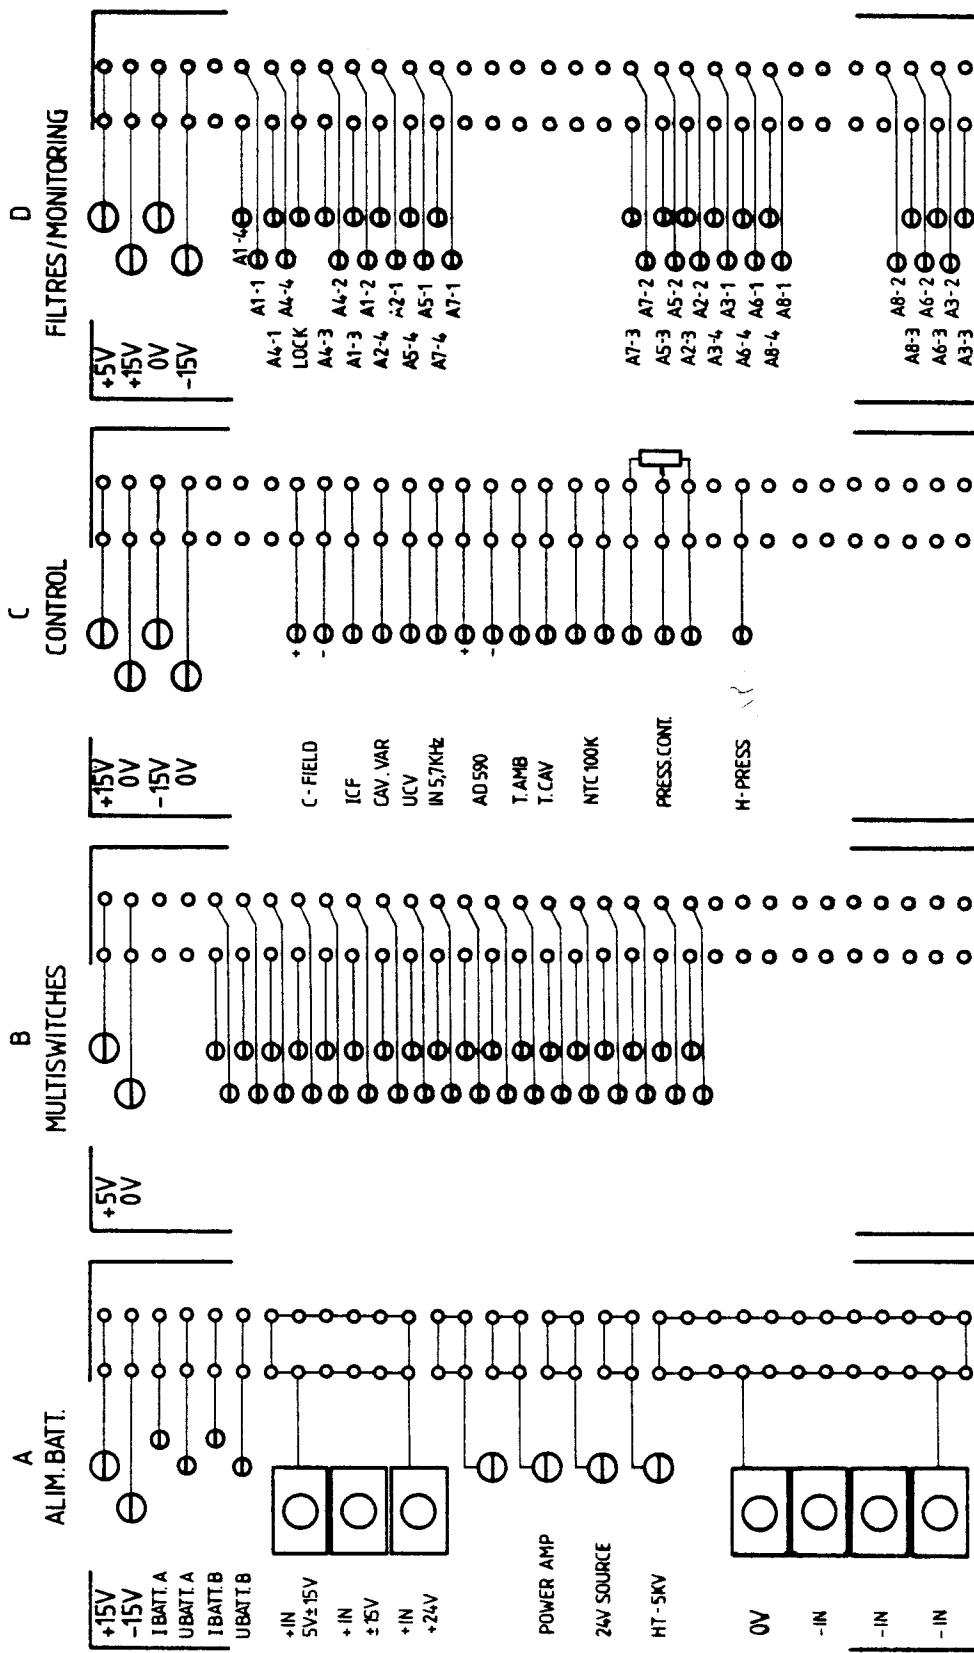 A
ALIM. BATT.
+15V
-15V
I BATT. A
U BATT. A
I BATT. B
U BATT. B
+IN
5V±15V
+IN
±15V
+IN
+24V
POWER AMP
24V SOURCE
HT-5KV
0V
-IN
-IN
-IN
B
MULTISWITCHES
+5V
0V
C
CONTROL
+15V
0V
-15V
0V
+
-
C-FIELD
ICF
CAV. VAR
UCV
IN 5,7KHz
+
-
AD 590
T. AMB
T. CAV
NTC 100K
PRESS. CONT.
H-PRESS
D
FILTRES/MONITORING
+5V
+15V
0V
-15V
A1-4
A1-1
A4-1
A4-4
LOCK
A4-3
A4-2
A1-3
A1-2
A2-4
A2-1
A5-4
A5-1
A7-4
A7-1
A7-3
A7-2
A5-3
A5-2
A2-3
A2-2
A3-4
A3-1
A6-4
A6-1
A8-4
A8-1
A8-2
A8-3
A6-2
A6-3
A3-2
A3-3